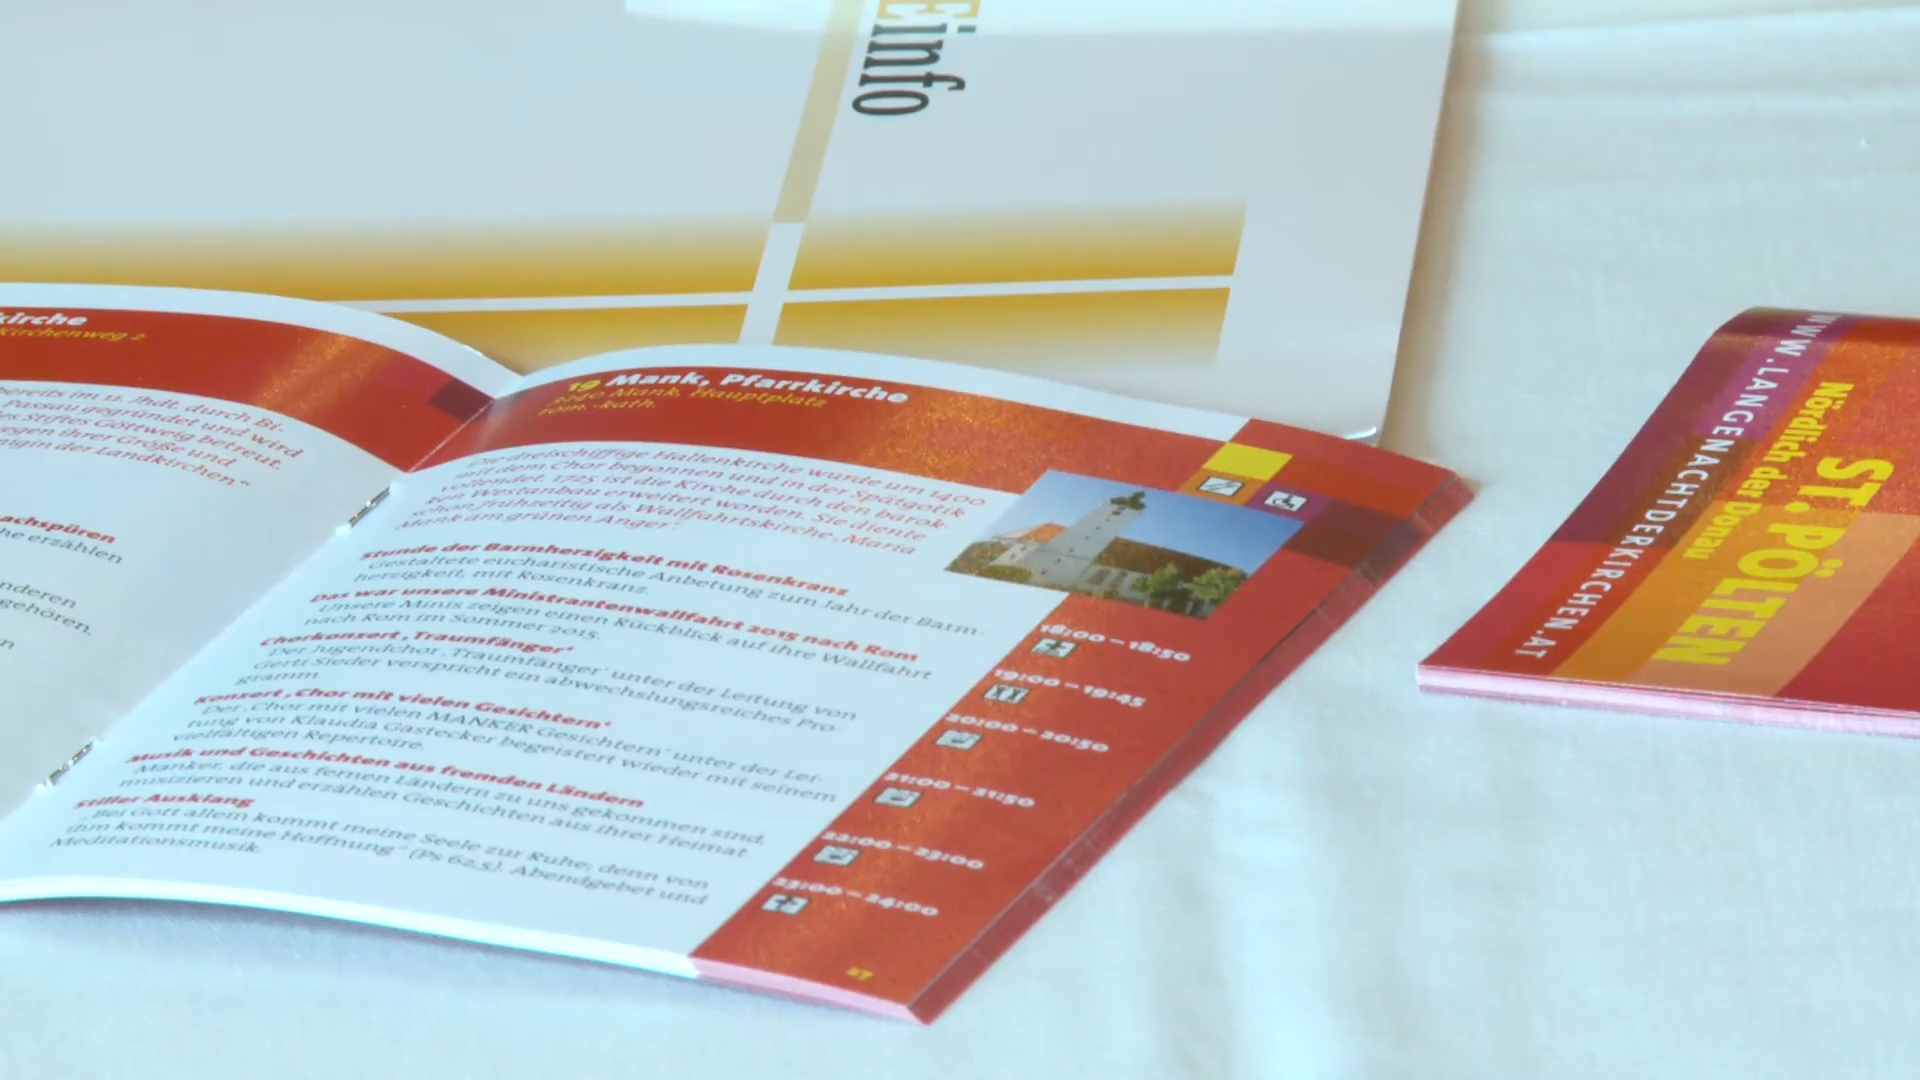 Einfo
kirche
Kirchenweg 2
bereits im 11. Jhdt. durch Bi-
Passau gegründet und wird
des Stiftes Göttweig betreut.
wegen ihrer Größe und
nigin der Landkirchen“
achspüren
he erzählen
nderen
gehören.
19 Mank, Pfarrkirche
3240 Mank, Hauptplatz
röm.-kath.
Die dreischiffige Hallenkirche wurde um 1400
mit dem Chor begonnen und in der Spätgotik
vollendet. 1725 ist die Kirche durch den barok-
ken Westanbau erweitert worden. Sie diente
schon frühzeitig als Wallfahrtskirche ‚Maria
Mank am grünen Anger‘.
Stunde der Barmherzigkeit mit Rosenkranz
Gestaltete eucharistische Anbetung zum Jahr der Barm-
herzigkeit, mit Rosenkranz.
Das war unsere Ministrantenwallfahrt 2015 nach Rom
Unsere Minis zeigen einen Rückblick auf ihre Wallfahrt
nach Rom im Sommer 2015.
Chorkonzert ‚Traumfänger‘
Der Jugendchor ‚Traumfänger‘ unter der Leitung von
Gerti Sieder verspricht ein abwechslungsreiches Pro-
gramm.
Konzert ‚Chor mit vielen Gesichtern‘
Der ‚Chor mit vielen MANKER Gesichtern‘ unter der Lei-
tung von Klaudia Gastecker begeistert wieder mit seinem
vielfältigen Repertoire.
Musik und Geschichten aus fremden Ländern
Manker, die aus fernen Ländern zu uns gekommen sind,
musizieren und erzählen Geschichten aus ihrer Heimat.
Stiller Ausklang
„Bei Gott allein kommt meine Seele zur Ruhe; denn von
ihm kommt meine Hoffnung“ (Ps 62,5). Abendgebet und
Meditationsmusik.
18:00 – 18:50
19:00 – 19:45
20:00 – 20:50
21:00 – 21:50
22:00 – 23:00
23:00 – 24:00
27
WWW.LANGENACHTDERKIRCHEN.AT
Nördlich der Donau
ST. PÖLTEN